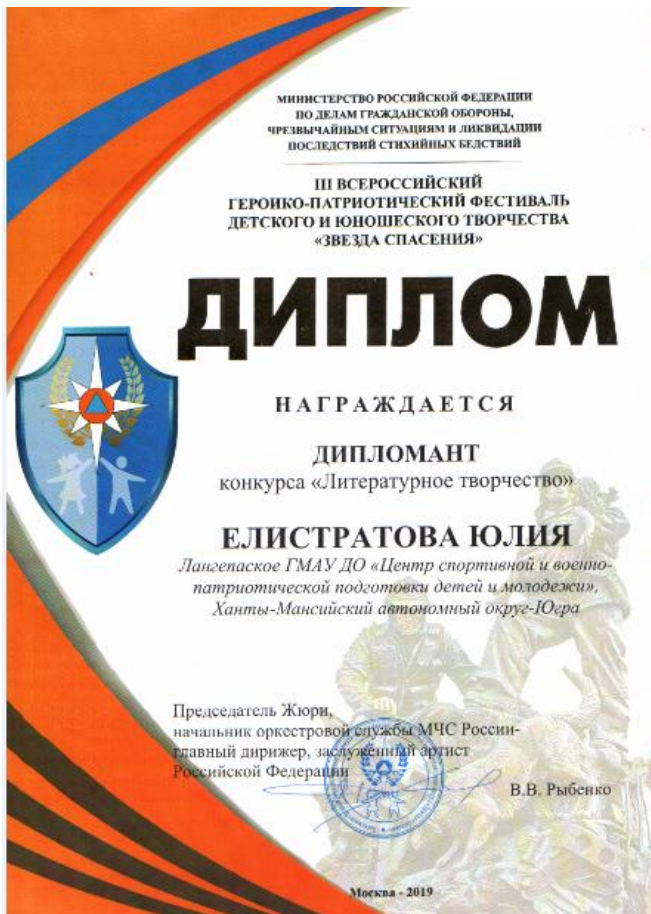 МИНИСТЕРСТВО РОССИЙСКОЙ ФЕДЕРАЦИИ
ПО ДЕЛАМ ГРАЖДАНСКОЙ ОБОРОНЫ,
ЧРЕЗВЫЧАЙНЫМ СИТУАЦИЯМ И ЛИКВИДАЦИИ
ПОСЛЕДСТВИЙ СТИХИЙНЫХ БЕДСТВИЙ
III ВСЕРОССИЙСКИЙ
ГЕРОИКО-ПАТРИОТИЧЕСКИЙ ФЕСТИВАЛЬ
ДЕТСКОГО И ЮНОШЕСКОГО ТВОРЧЕСТВА
«ЗВЕЗДА СПАСЕНИЯ»
ДИПЛОМ
НАГРАЖДАЕТСЯ
ДИПЛОМАНТ
конкурса «Литературное творчество»
ЕЛИСТРАТОВА ЮЛИЯ
Лангепаское ГМАУ ДО «Центр спортивной и военно-
патриотической подготовки детей и молодежи»,
Ханты-Мансийский автономный округ-Югра
Председатель Жюри,
начальник оркестровой службы МЧС России-
главный дирижер, заслуженный артист
Российской Федерации
В.В. Рыбенко
Москва - 2019